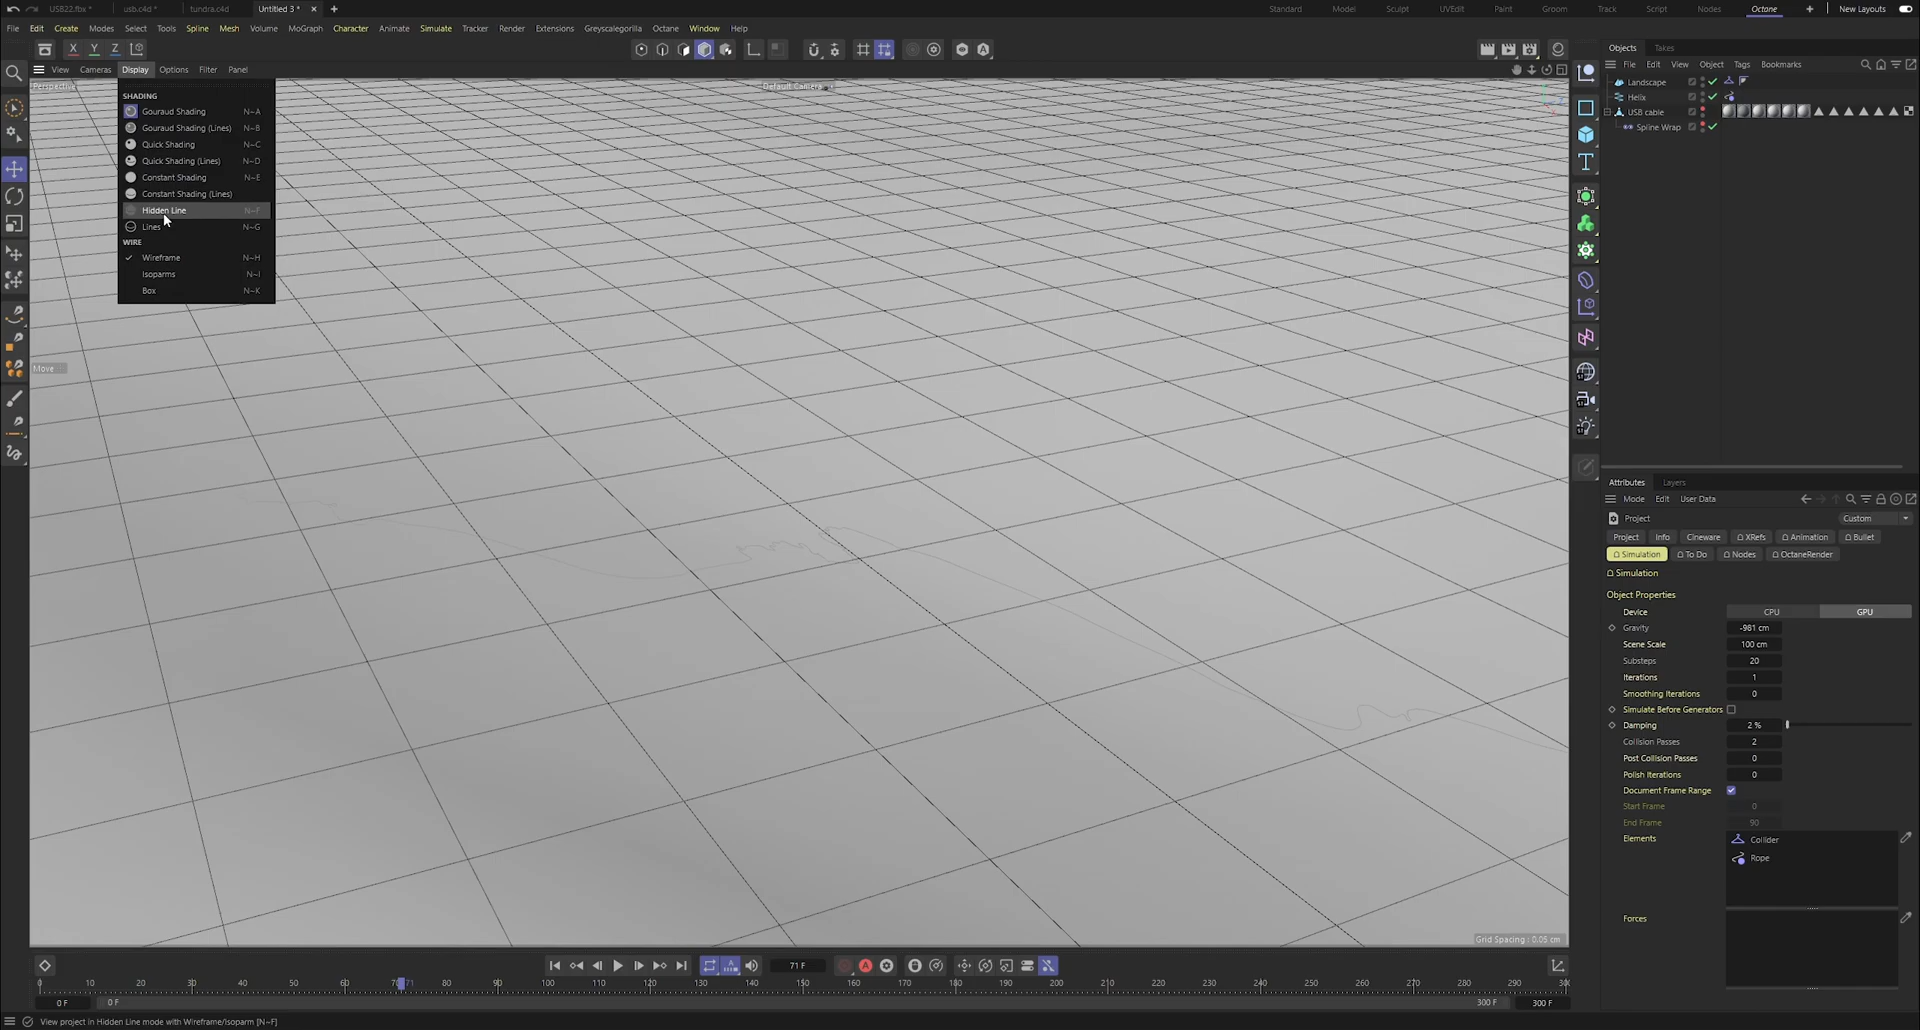 USB22.fbx * usb.c4d * tundra.c4d Untitled 3 * Standard Model Sculpt UVEdit Paint Groom Track Script Nodes Octane New Layouts
File Edit Create Modes Select Tools Spline Mesh Volume MoGraph Character Animate Simulate Tracker Render Extensions Greyscalegorilla Octane Window Help
X Y Z
Objects Takes
View Cameras Display Options Filter Panel
File Edit View Object Tags Bookmarks
Perspective Default Camera
SHADING
Gouraud Shading N~A
Gouraud Shading (Lines) N~B
Quick Shading N~C
Quick Shading (Lines) N~D
Constant Shading N~E
Constant Shading (Lines)
Hidden Line N~F
Lines N~G
WIRE
Wireframe N~H
Isoparms N~I
Box N~K
Move
Landscape
Helix
USB cable
Spline Wrap
Attributes Layers
Mode Edit User Data
Project Custom
Project Info Cineware XRefs Animation Bullet
Simulation To Do Nodes OctaneRender
Simulation
Object Properties
Device CPU GPU
Gravity -981 cm
Scene Scale 100 cm
Substeps 20
Iterations 1
Smoothing Iterations 0
Simulate Before Generators
Damping 2 %
Collision Passes 2
Post Collision Passes 0
Polish Iterations 0
Document Frame Range
Start Frame 0
End Frame 90
Elements Collider
Rope
Forces
Grid Spacing : 0.05 cm
71 F
0 10 20 30 40 50 60 70 71 80 90 100 110 120 130 140 150 160 170 180 190 200 210 220 230 240 250 260 270 280 290 30
0 F 0 F 300 F 300 F
View project in Hidden Line mode with Wireframe/Isoparm [N~F]